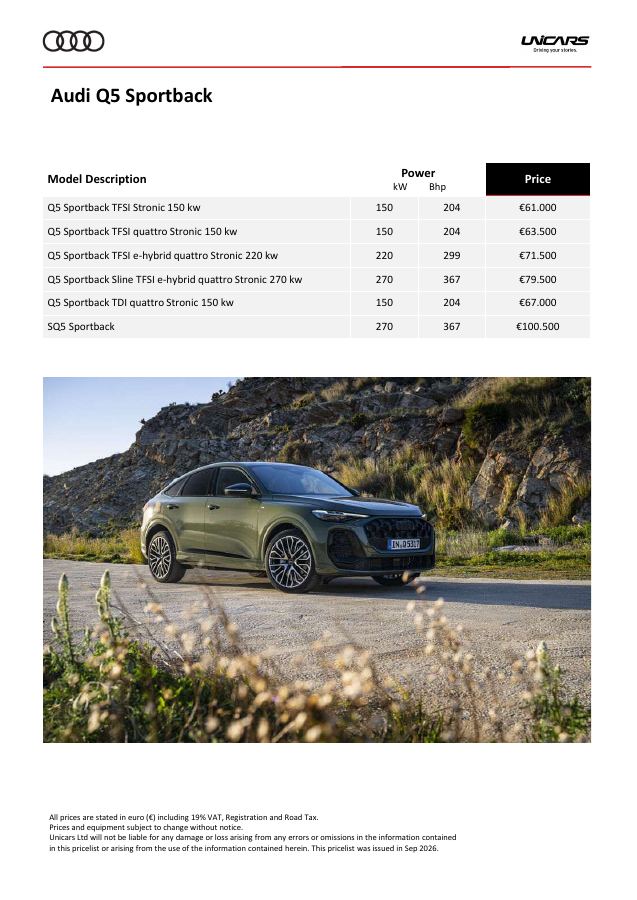 UNICARS
Driving your stories.
Audi Q5 Sportback
Model Description Power Price
kW Bhp
Q5 Sportback TFSI Stronic 150 kw 150 204 €61.000
Q5 Sportback TFSI quattro Stronic 150 kw 150 204 €63.500
Q5 Sportback TFSI e-hybrid quattro Stronic 220 kw 220 299 €71.500
Q5 Sportback Sline TFSI e-hybrid quattro Stronic 270 kw 270 367 €79.500
Q5 Sportback TDI quattro Stronic 150 kw 150 204 €67.000
SQ5 Sportback 270 367 €100.500
IN Q5317
All prices are stated in euro (€) including 19% VAT, Registration and Road Tax.
Prices and equipment subject to change without notice.
Unicars Ltd will not be liable for any damage or loss arising from any errors or omissions in the information contained
in this pricelist or arising from the use of the information contained herein. This pricelist was issued in Sep 2026.